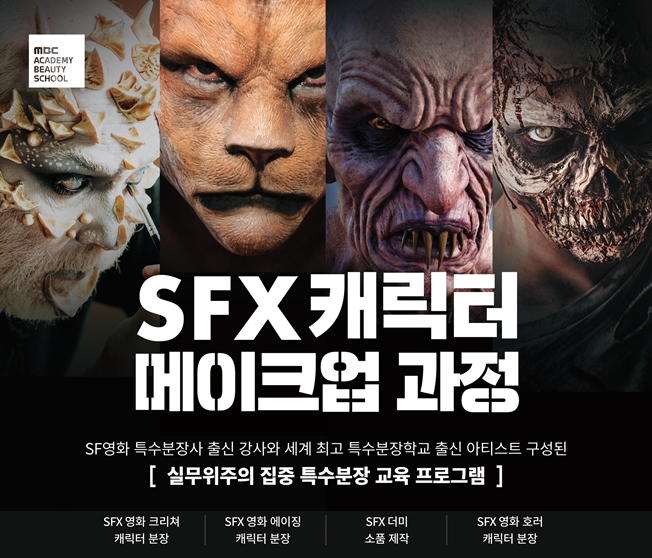 mbc
ACADEMY
BEAUTY
SCHOOL
SFX 캐릭터
메이크업 과정
SF영화 특수분장사 출신 강사와 세계 최고 특수분장학교 출신 아티스트 구성된
[ 실무위주의 집중 특수분장 교육 프로그램 ]
SFX 영화 크리쳐
캐릭터 분장
SFX 영화 에이징
캐릭터 분장
SFX 더미
소품 제작
SFX 영화 호러
캐릭터 분장